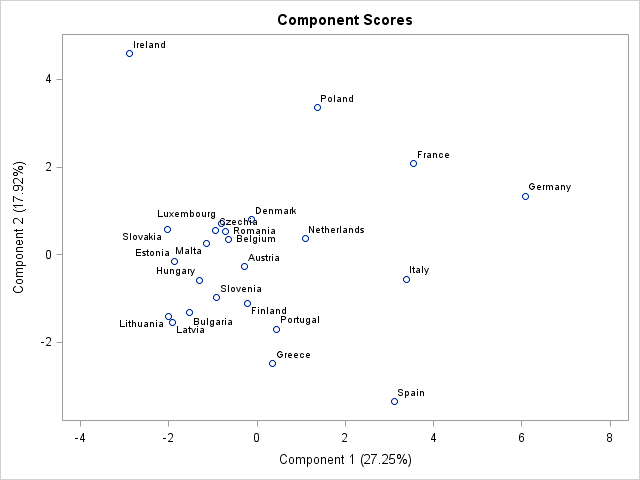 Component Scores
Ireland
4
Poland
France
2
Germany
Luxembourg
Denmark
Czechia
Romania
Netherlands
Slovakia
Belgium
Estonia
Malta
0
Austria
Hungary
Italy
Slovenia
Finland
Lithuania
Bulgaria
Portugal
Latvia
-2
Greece
Spain
Component 2 (17.92%)
-4
-2
0
2
4
6
8
Component 1 (27.25%)